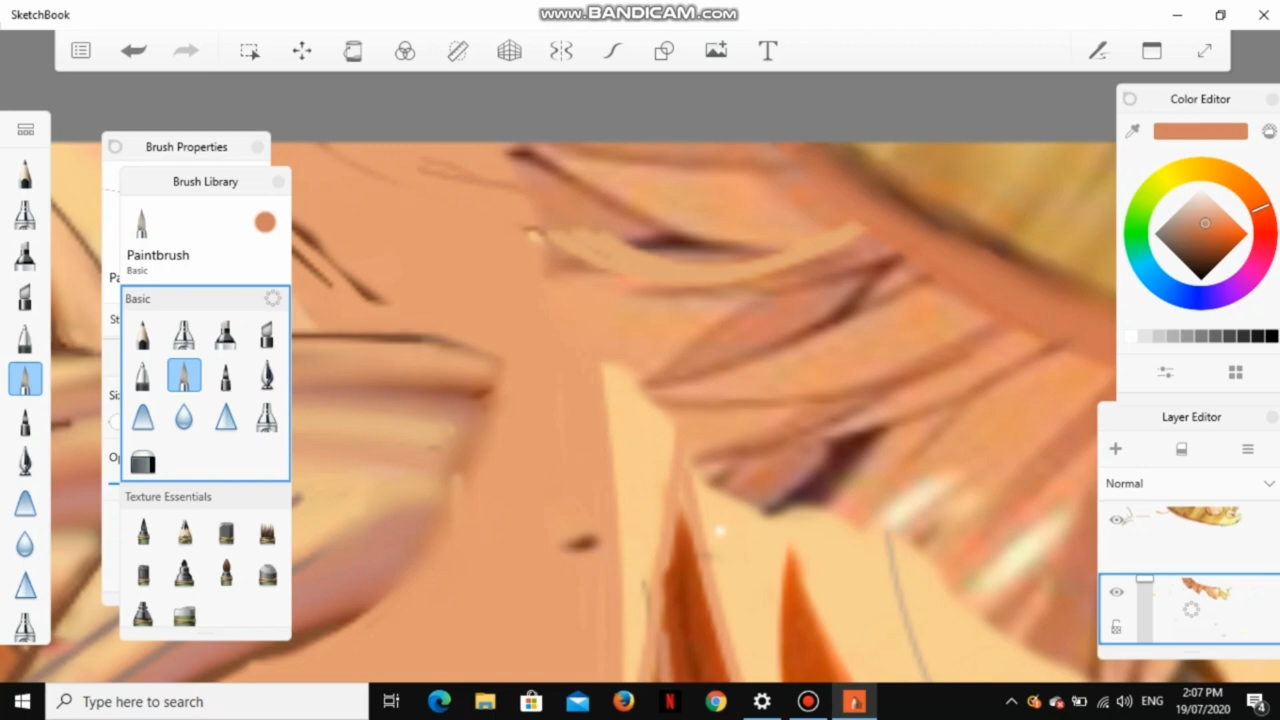 SketchBook
www.BANDICAM.com
T
Brush Properties
Color Editor
Brush Library
Paintbrush
Basic
Basic
Layer Editor
Normal
Texture Essentials
Type here to search
ENG
2:07 PM
19/07/2020
4